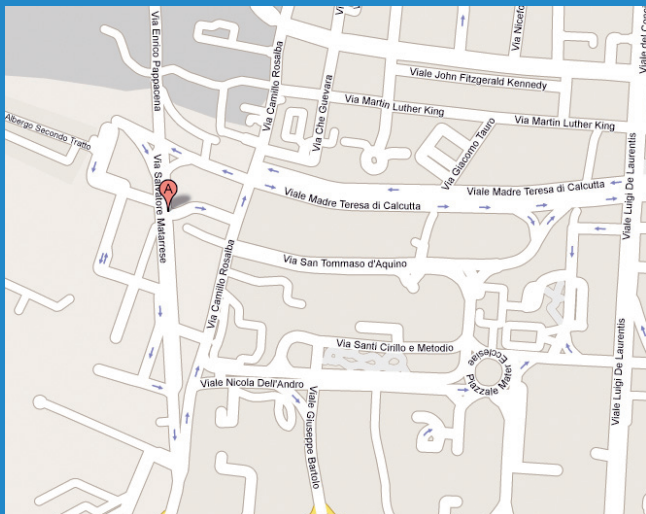 Via Enrico Pappacena
Via Camillo Rosalba
Via Che Guevara
Viale John Fitzgerald Kennedy
Via Martin Luther King
Via Martin Luther King
Via Giacomo Tauro
Viale Luigi De Laurentis
Albergo Secondo Tratto
Via Salvatore Matarrese
A
Viale Madre Teresa di Calcutta
Viale Madre Teresa di Calcutta
Via Camillo Rosalba
Via San Tommaso d'Aquino
Via Santi Cirillo e Metodio
Piazzale Mater
Ecclesiae
Viale Luigi De Laurentis
Viale Nicola Dell'Andro
Viale Giuseppe Bartolo